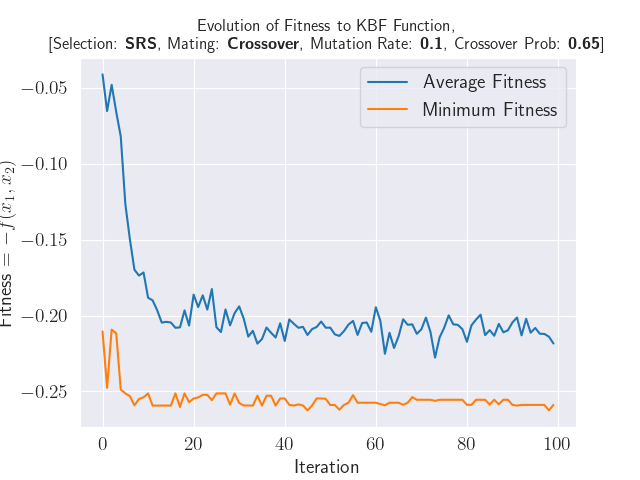 Evolution of Fitness to KBF Function,
[Selection: SRS, Mating: Crossover, Mutation Rate: 0.1, Crossover Prob: 0.65]
Average Fitness
Minimum Fitness
−0.05
−0.10
−0.15
−0.20
−0.25
Fitness = −f(x₁, x₂)
0 20 40 60 80 100
Iteration